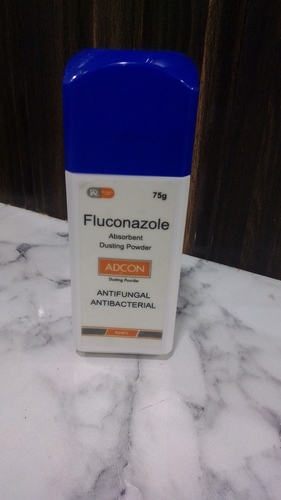 75g
Fluconazole
Absorbent
Dusting Powder
ADCON
Dusting Powder
ANTIFUNGAL
ANTIBACTERIAL